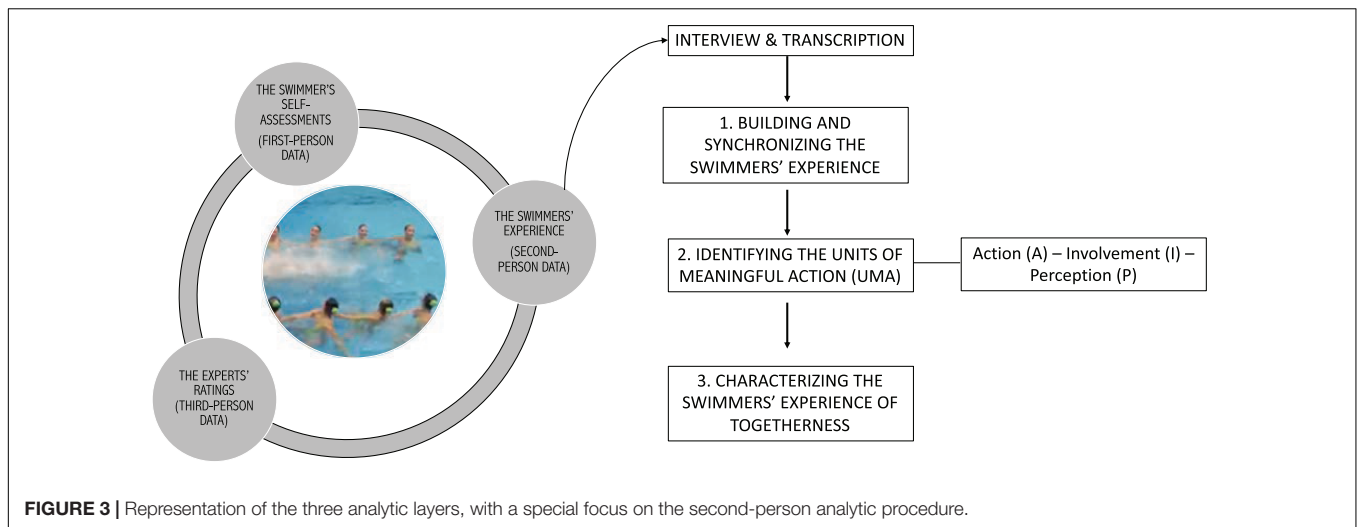 THE SWIMMER'S
SELF-
ASSESSMENTS
(FIRST-PERSON
DATA)
THE SWIMMERS'
EXPERIENCE
(SECOND-
PERSON DATA)
THE EXPERTS'
RATINGS
(THIRD-PERSON
DATA)
INTERVIEW & TRANSCRIPTION
1. BUILDING AND
SYNCHRONIZING THE
SWIMMERS' EXPERIENCE
2. IDENTIFYING THE UNITS OF
MEANINGFUL ACTION (UMA)
Action (A) – Involvement (I) –
Perception (P)
3. CHARACTERIZING THE
SWIMMERS' EXPERIENCE OF
TOGETHERNESS
FIGURE 3 | Representation of the three analytic layers, with a special focus on the second-person analytic procedure.